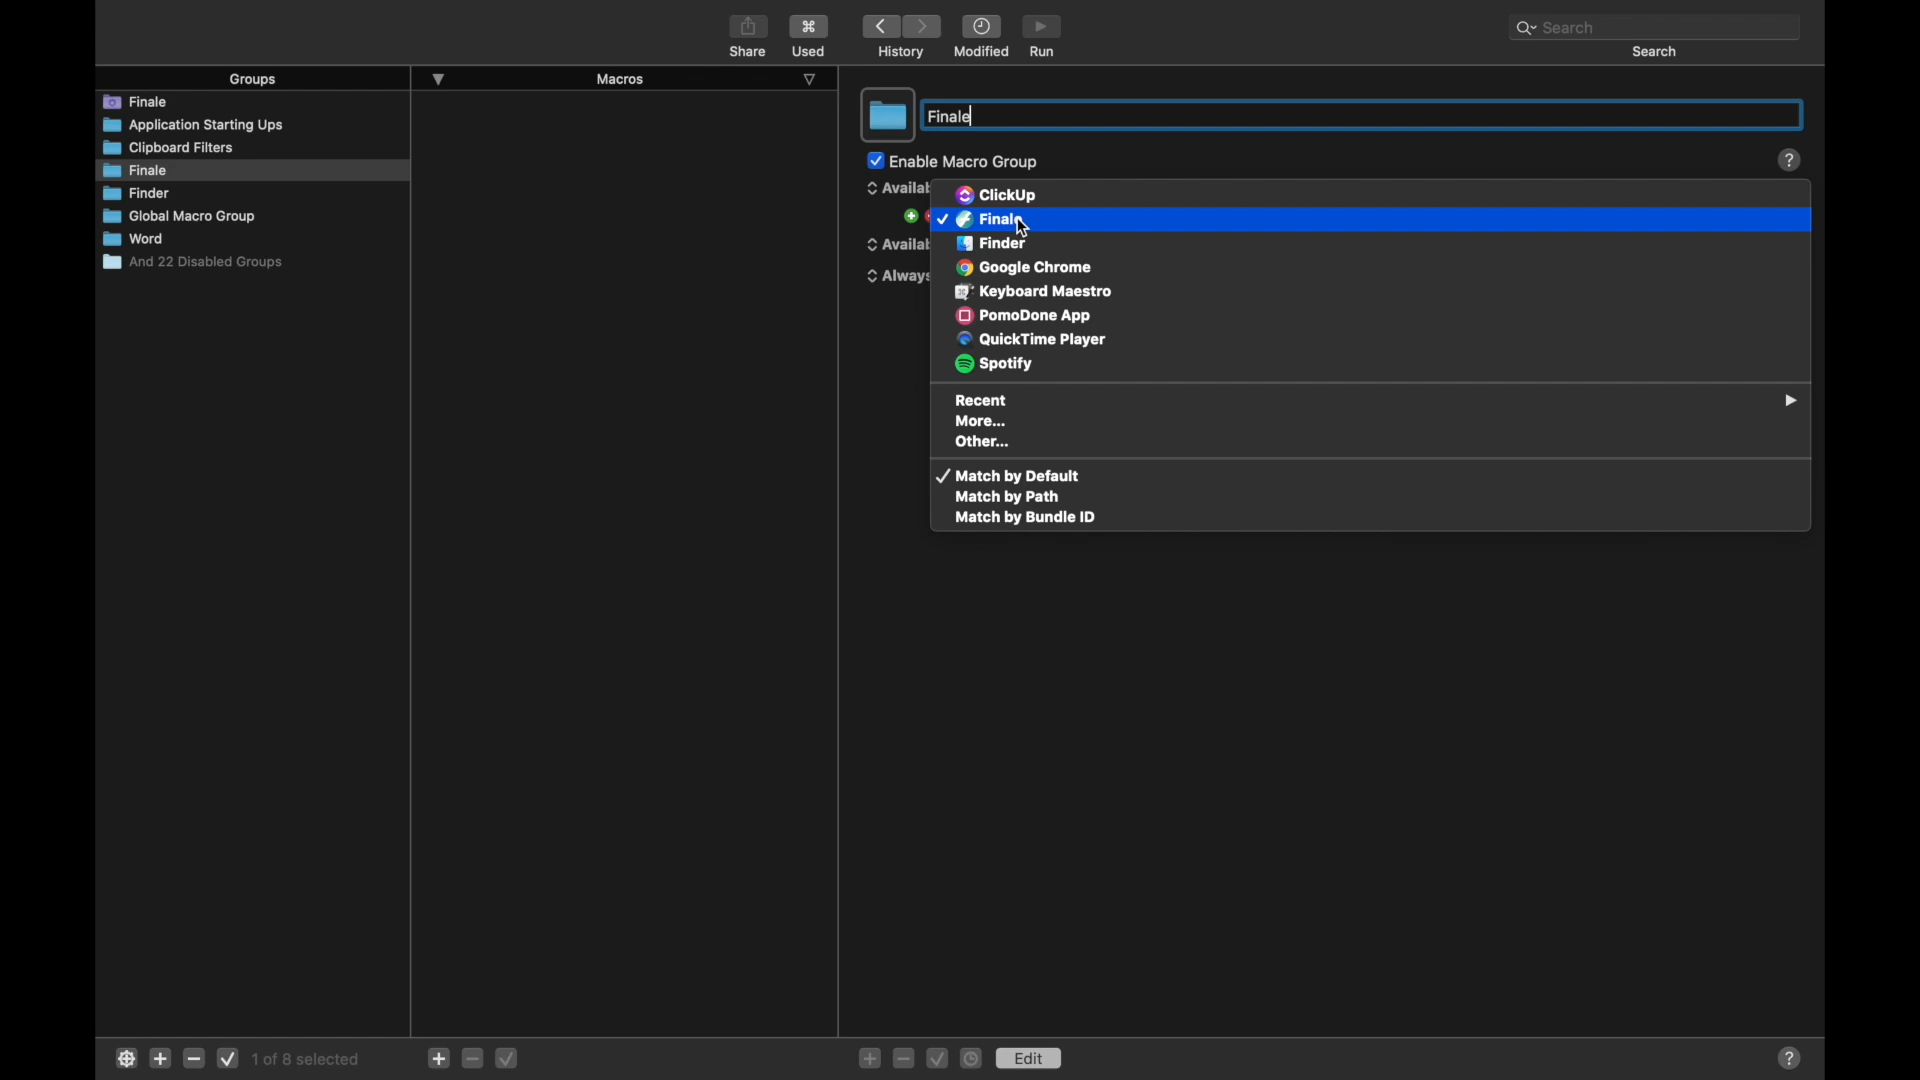 Share
Used
History
Modified
Run
Search
Search
Groups
Macros
Finale
Application Starting Ups
Clipboard Filters
Finale
Finder
Global Macro Group
Word
And 22 Disabled Groups
Finale
Enable Macro Group
?
Availab
Availab
Always
ClickUp
Finale
Finder
Google Chrome
Keyboard Maestro
PomoDone App
QuickTime Player
Spotify
Recent
More...
Other...
Match by Default
Match by Path
Match by Bundle ID
1 of 8 selected
Edit
?